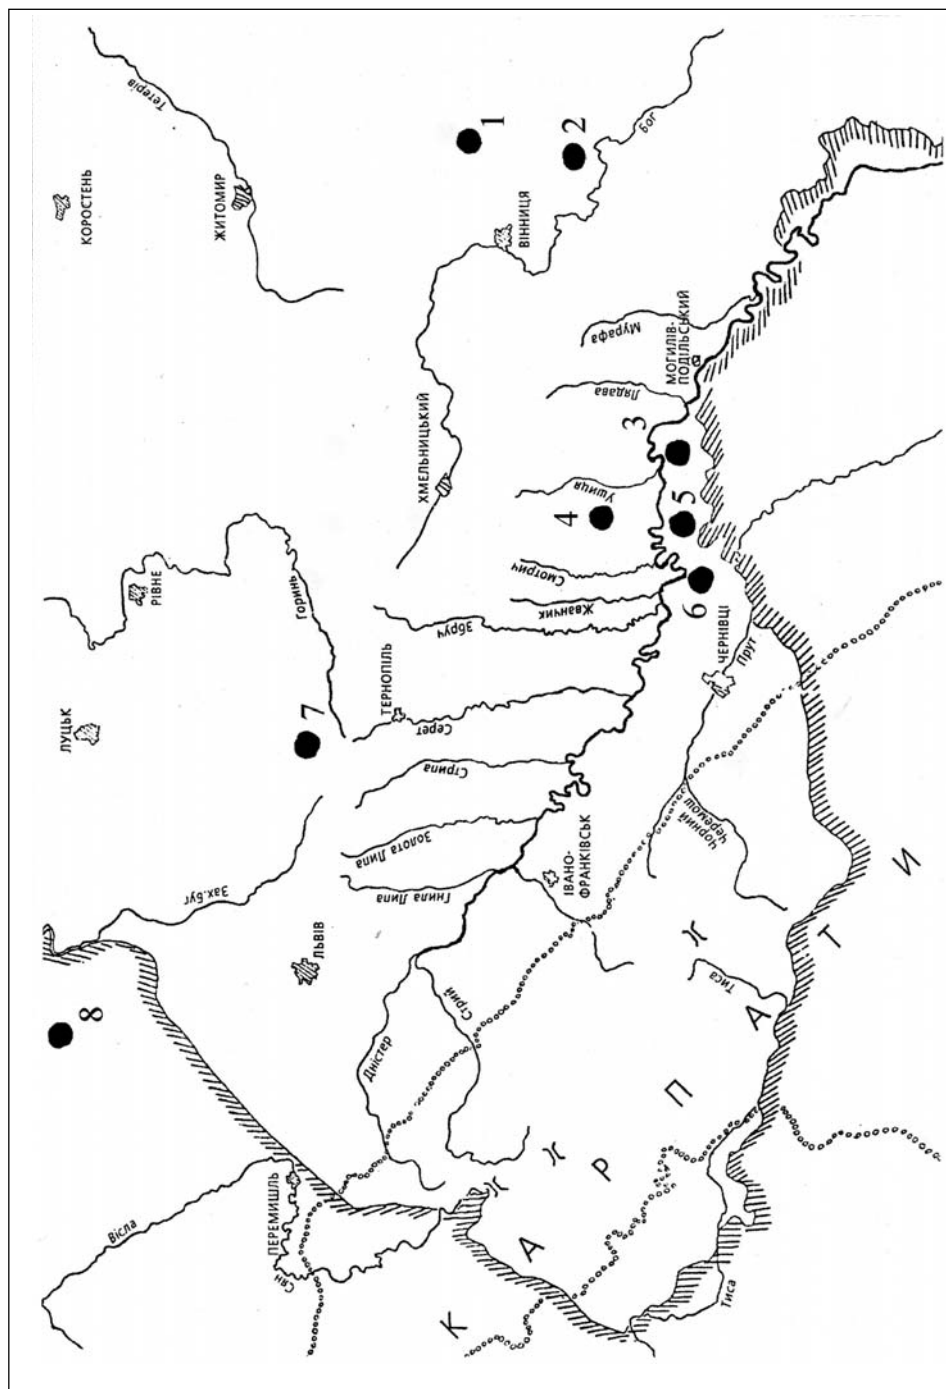 КОРОСТЕНЬ
Тетерів
ЖИТОМИР
1
2
Бог
ВІННИЦЯ
ХМЕЛЬНИЦЬКИЙ
Мурафа
МОГИЛІВ-
ПОДІЛЬСЬКИЙ
Лядава
3
Ушиця
4
5
Смотрич
Жванчик
6
Збруч
РІВНЕ
Горинь
ЛУЦЬК
7
ТЕРНОПІЛЬ
Серет
Стрипа
Золота Липа
Гнила Липа
Зах.Буг
ЛЬВІВ
8
ЧЕРНІВЦІ
Прут
Чорний
Черемош
ІВАНО-
ФРАНКІВСЬК
Стрий
Дністер
Тиса
ПЕРЕМИШЛЬ
Вісла
Сян
Тиса
К А Р П А Т И